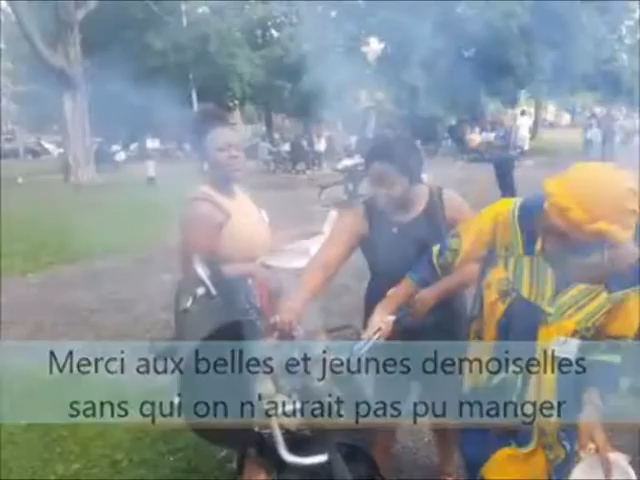 Merci aux belles et jeunes demoiselles
sans qui on n'aurait pas pu manger